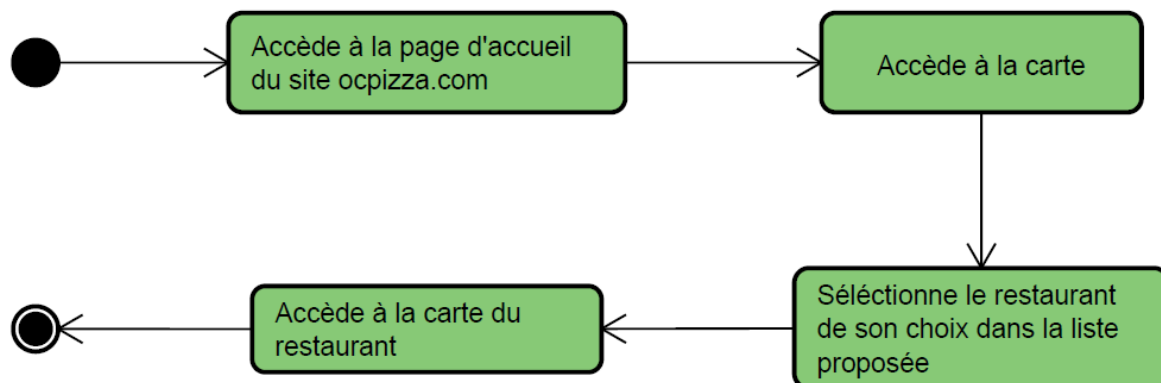 Accède à la page d'accueil
du site ocpizza.com
Accède à la carte
Séléctionne le restaurant
de son choix dans la liste
proposée
Accède à la carte du
restaurant